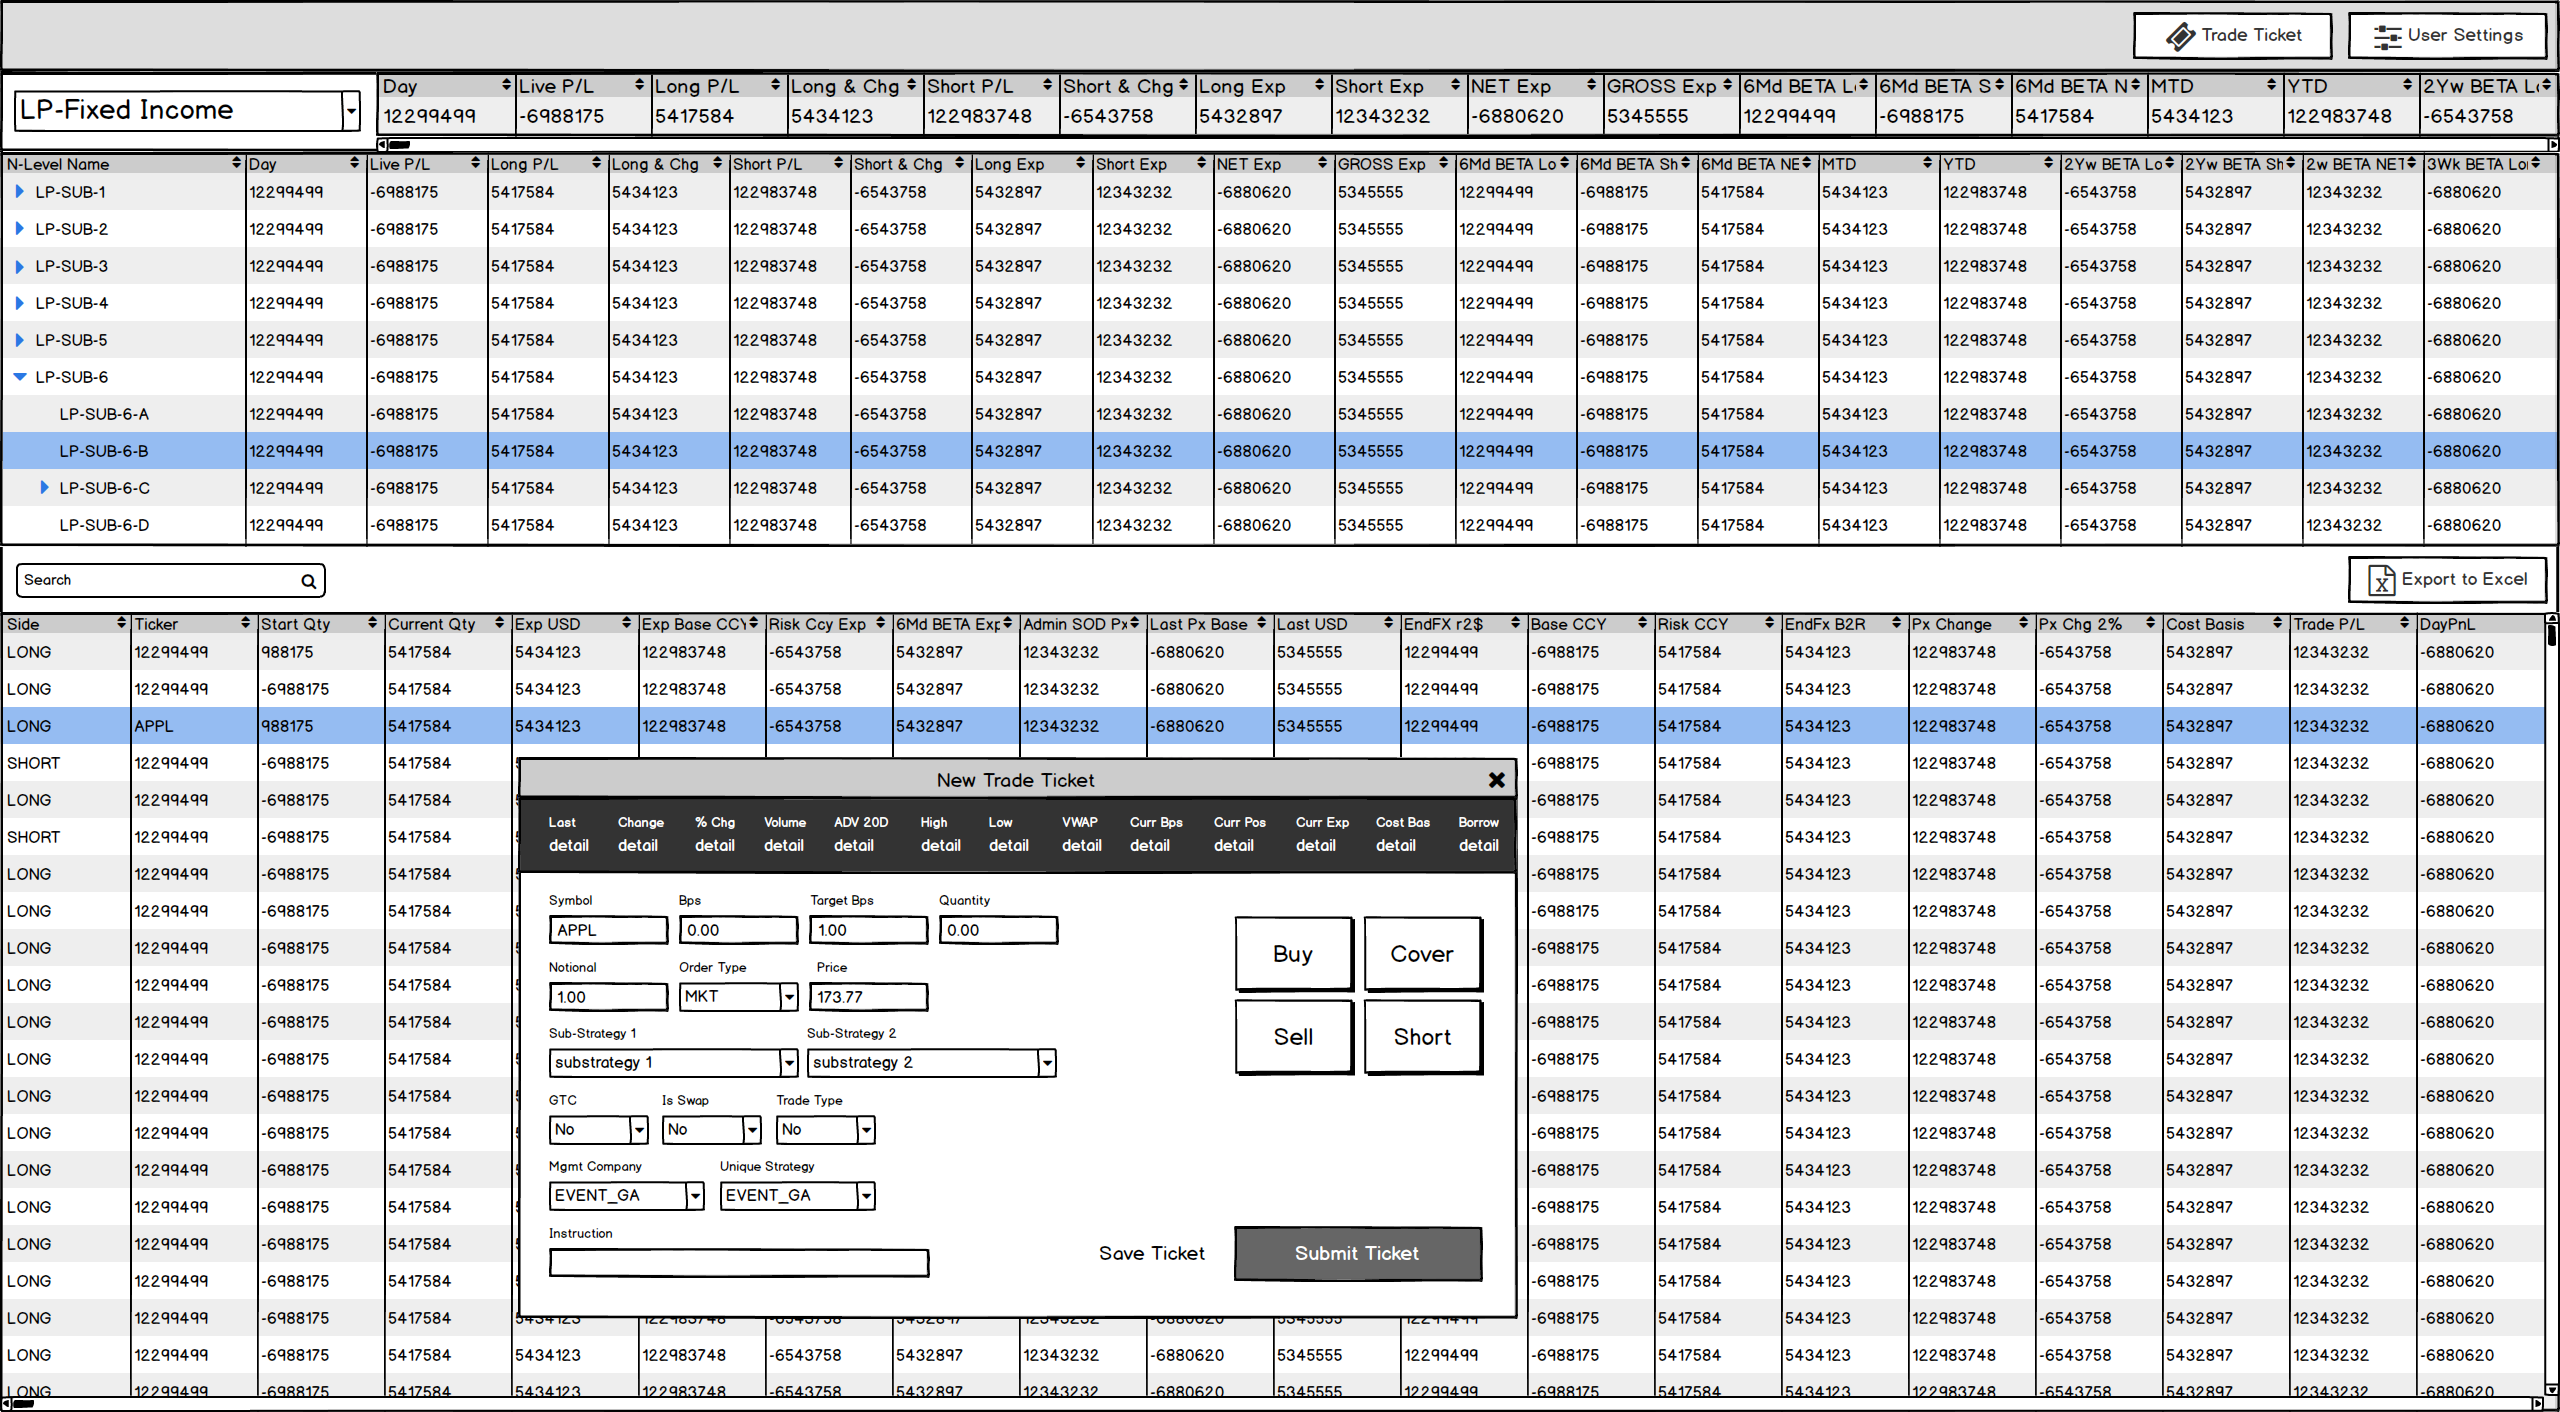 Trade Ticket User Settings
LP-Fixed Income
Day Live P/L Long P/L Long & Chg Short P/L Short & Chg Long Exp Short Exp NET Exp GROSS Exp 6Md BETA L 6Md BETA S 6Md BETA N MTD YTD 2Yw BETA L
12299499 -6988175 5417584 5434123 122983748 -6543758 5432897 12343232 -6880620 5345555 12299499 -6988175 5417584 5434123 122983748 -6543758
N-Level Name Day Live P/L Long P/L Long & Chg Short P/L Short & Chg Long Exp Short Exp NET Exp GROSS Exp 6Md BETA Lo 6Md BETA Sh 6Md BETA NE MTD YTD 2Yw BETA Lo 2Yw BETA Sh 2w BETA NET 3Wk BETA Lo
LP-SUB-1 12299499 -6988175 5417584 5434123 122983748 -6543758 5432897 12343232 -6880620 5345555 12299499 -6988175 5417584 5434123 122983748 -6543758 5432897 12343232 -6880620
LP-SUB-2 12299499 -6988175 5417584 5434123 122983748 -6543758 5432897 12343232 -6880620 5345555 12299499 -6988175 5417584 5434123 122983748 -6543758 5432897 12343232 -6880620
LP-SUB-3 12299499 -6988175 5417584 5434123 122983748 -6543758 5432897 12343232 -6880620 5345555 12299499 -6988175 5417584 5434123 122983748 -6543758 5432897 12343232 -6880620
LP-SUB-4 12299499 -6988175 5417584 5434123 122983748 -6543758 5432897 12343232 -6880620 5345555 12299499 -6988175 5417584 5434123 122983748 -6543758 5432897 12343232 -6880620
LP-SUB-5 12299499 -6988175 5417584 5434123 122983748 -6543758 5432897 12343232 -6880620 5345555 12299499 -6988175 5417584 5434123 122983748 -6543758 5432897 12343232 -6880620
LP-SUB-6 12299499 -6988175 5417584 5434123 122983748 -6543758 5432897 12343232 -6880620 5345555 12299499 -6988175 5417584 5434123 122983748 -6543758 5432897 12343232 -6880620
LP-SUB-6-A 12299499 -6988175 5417584 5434123 122983748 -6543758 5432897 12343232 -6880620 5345555 12299499 -6988175 5417584 5434123 122983748 -6543758 5432897 12343232 -6880620
LP-SUB-6-B 12299499 -6988175 5417584 5434123 122983748 -6543758 5432897 12343232 -6880620 5345555 12299499 -6988175 5417584 5434123 122983748 -6543758 5432897 12343232 -6880620
LP-SUB-6-C 12299499 -6988175 5417584 5434123 122983748 -6543758 5432897 12343232 -6880620 5345555 12299499 -6988175 5417584 5434123 122983748 -6543758 5432897 12343232 -6880620
LP-SUB-6-D 12299499 -6988175 5417584 5434123 122983748 -6543758 5432897 12343232 -6880620 5345555 12299499 -6988175 5417584 5434123 122983748 -6543758 5432897 12343232 -6880620
Search Export to Excel
Side Ticker Start Qty Current Qty Exp USD Exp Base CCY Risk Ccy Exp 6Md BETA Exp Admin SOD Px Last Px Base Last USD EndFX r2$ Base CCY Risk CCY EndFx B2R Px Change Px Chg 2% Cost Basis Trade P/L DayPnL
LONG 12299499 988175 5417584 5434123 122983748 -6543758 5432897 12343232 -6880620 5345555 12299499 -6988175 5417584 5434123 122983748 -6543758 5432897 12343232 -6880620
LONG 12299499 -6988175 5417584 5434123 122983748 -6543758 5432897 12343232 -6880620 5345555 12299499 -6988175 5417584 5434123 122983748 -6543758 5432897 12343232 -6880620
LONG APPL 988175 5417584 5434123 122983748 -6543758 5432897 12343232 -6880620 5345555 12299499 -6988175 5417584 5434123 122983748 -6543758 5432897 12343232 -6880620
SHORT 12299499 -6988175 5417584 -6988175 5417584 5434123 122983748 -6543758 5432897 12343232 -6880620
LONG 12299499 -6988175 5417584 -6988175 5417584 5434123 122983748 -6543758 5432897 12343232 -6880620
SHORT 12299499 -6988175 5417584 -6988175 5417584 5434123 122983748 -6543758 5432897 12343232 -6880620
LONG 12299499 -6988175 5417584 -6988175 5417584 5434123 122983748 -6543758 5432897 12343232 -6880620
LONG 12299499 -6988175 5417584 -6988175 5417584 5434123 122983748 -6543758 5432897 12343232 -6880620
LONG 12299499 -6988175 5417584 -6988175 5417584 5434123 122983748 -6543758 5432897 12343232 -6880620
LONG 12299499 -6988175 5417584 -6988175 5417584 5434123 122983748 -6543758 5432897 12343232 -6880620
LONG 12299499 -6988175 5417584 -6988175 5417584 5434123 122983748 -6543758 5432897 12343232 -6880620
LONG 12299499 -6988175 5417584 -6988175 5417584 5434123 122983748 -6543758 5432897 12343232 -6880620
LONG 12299499 -6988175 5417584 -6988175 5417584 5434123 122983748 -6543758 5432897 12343232 -6880620
LONG 12299499 -6988175 5417584 -6988175 5417584 5434123 122983748 -6543758 5432897 12343232 -6880620
LONG 12299499 -6988175 5417584 -6988175 5417584 5434123 122983748 -6543758 5432897 12343232 -6880620
LONG 12299499 -6988175 5417584 -6988175 5417584 5434123 122983748 -6543758 5432897 12343232 -6880620
LONG 12299499 -6988175 5417584 -6988175 5417584 5434123 122983748 -6543758 5432897 12343232 -6880620
LONG 12299499 -6988175 5417584 -6988175 5417584 5434123 122983748 -6543758 5432897 12343232 -6880620
LONG 12299499 -6988175 5417584 5434123 122983748 -6543758 5432897 12343232 -6880620 5345555 12299499 -6988175 5417584 5434123 122983748 -6543758 5432897 12343232 -6880620
LONG 12299499 -6988175 5417584 5434123 122983748 -6543758 5432897 12343232 -6880620 5345555 12299499 -6988175 5417584 5434123 122983748 -6543758 5432897 12343232 -6880620
LONG 12299499 -6988175 5417584 5434123 122983748 -6543758 5432897 12343232 -6880620 5345555 12299499 -6988175 5417584 5434123 122983748 -6543758 5432897 12343232 -6880620
New Trade Ticket
Last Change % Chg Volume ADV 20D High Low VWAP Curr Bps Curr Pos Curr Exp Cost Bas Borrow
detail detail detail detail detail detail detail detail detail detail detail detail detail
Symbol Bps Target Bps Quantity
APPL 0.00 1.00 0.00
Buy Cover
Notional Order Type Price
1.00 MKT 173.77
Sell Short
Sub-Strategy 1 Sub-Strategy 2
substrategy 1 substrategy 2
GTC Is Swap Trade Type
No No No
Mgmt Company Unique Strategy
EVENT_GA EVENT_GA
Instruction
Save Ticket Submit Ticket